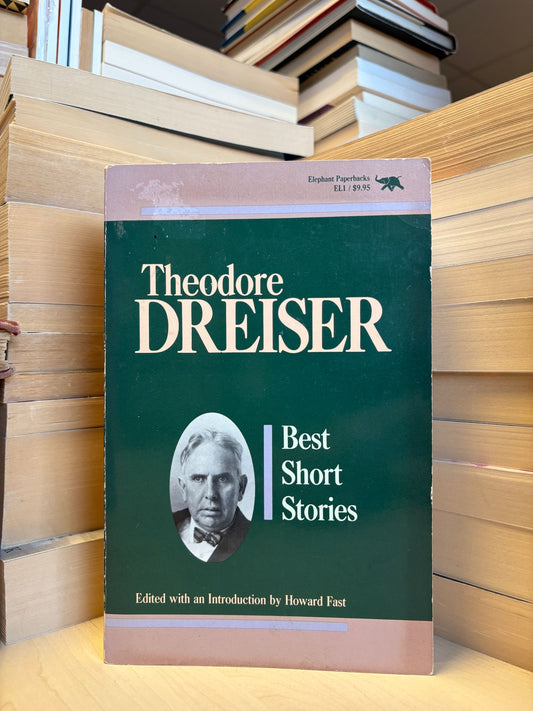 Elephant Paperbacks
EL1 / $9.95
Theodore
DREISER
Best
Short
Stories
Edited with an Introduction by Howard Fast